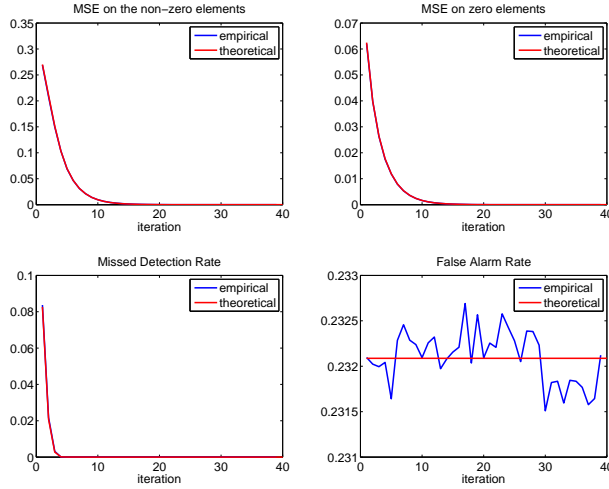 MSE on the non−zero elements
0.35
0.3
0.25
0.2
0.15
0.1
0.05
0
0
10
20
30
40
iteration
empirical
theoretical
MSE on zero elements
0.07
0.06
0.05
0.04
0.03
0.02
0.01
0
0
10
20
30
40
iteration
empirical
theoretical
Missed Detection Rate
0.1
0.08
0.06
0.04
0.02
0
0
10
20
30
40
iteration
empirical
theoretical
False Alarm Rate
0.233
0.2325
0.232
0.2315
0.231
0
10
20
30
40
iteration
empirical
theoretical